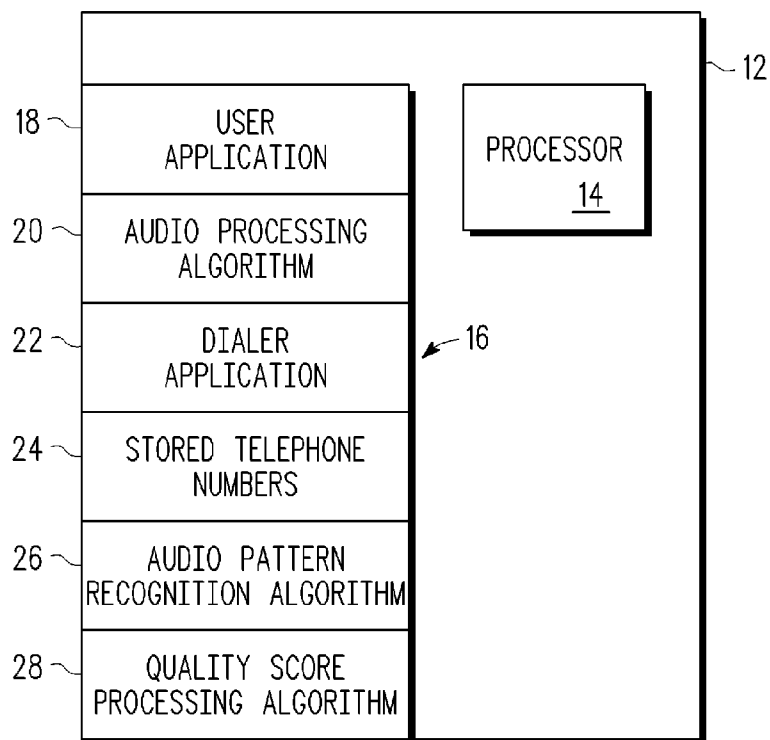 12
18
USER
APPLICATION
PROCESSOR
14
20
AUDIO PROCESSING
ALGORITHM
22
DIALER
APPLICATION
16
24
STORED TELEPHONE
NUMBERS
26
AUDIO PATTERN
RECOGNITION ALGORITHM
28
QUALITY SCORE
PROCESSING ALGORITHM